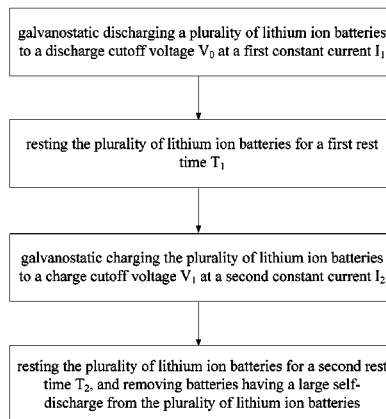 galvanostatic discharging a plurality of lithium ion batteries
to a discharge cutoff voltage V₀ at a first constant current I₁
resting the plurality of lithium ion batteries for a first rest
time T₁
galvanostatic charging the plurality of lithium ion batteries
to a charge cutoff voltage V₁ at a second constant current I₂
resting the plurality of lithium ion batteries for a second rest
time T₂, and removing batteries having a large self-
discharge from the plurality of lithium ion batteries